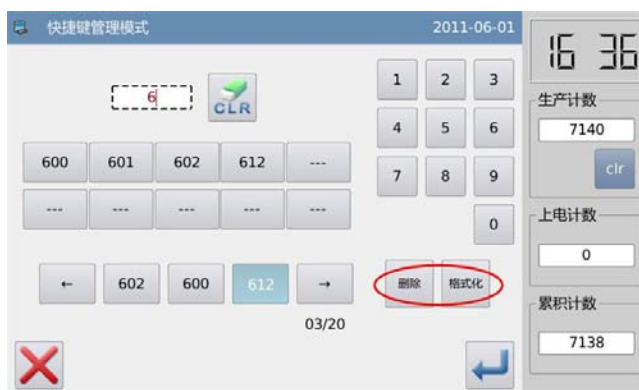 快捷键管理模式 2011-06-01
16 36
6 CLR
1 2 3
生产计数
7140
4 5 6
600 601 602 612 ---
7 8 9
clr
--- --- --- --- ---
0
上电计数
0
← 602 600 612 →
删除 格式化
03/20
累积计数
7138